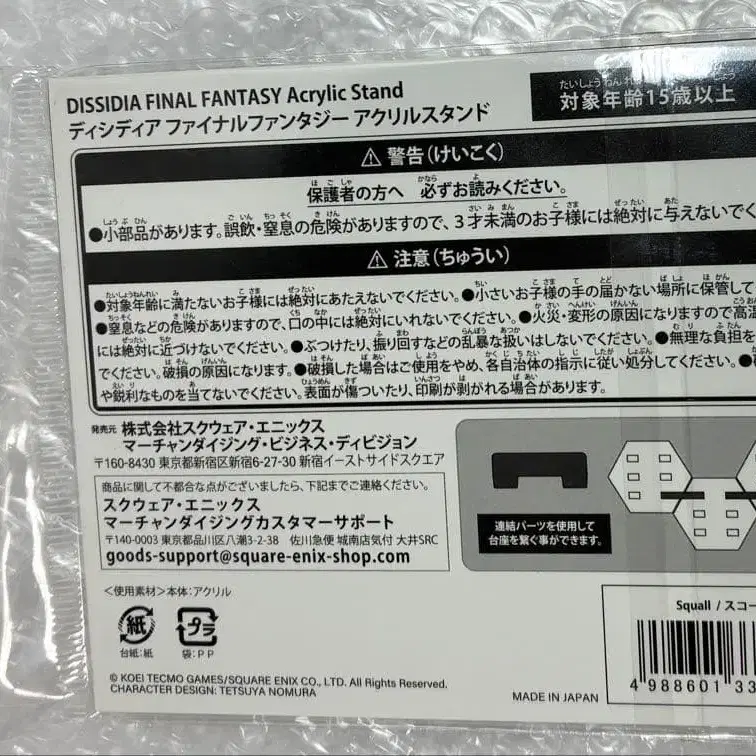 DISSIDIA FINAL FANTASY Acrylic Stand
ディシディア ファイナルファンタジー アクリルスタンド
対象年齢15歳以上
⚠ 警告(けいこく)
保護者の方へ 必ずお読みください。
●小部品があります。誤飲・窒息の危険がありますので、3才未満のお子様には絶対に与えないでく
⚠ 注意(ちゅうい)
●対象年齢に満たないお子様には絶対にあたえないでください。●小さいお子様の手の届かない場所に保管して
●窒息などの危険がありますので、口の中には絶対にいれないでください。●火災・変形の原因になりますので高温
には絶対に近づけないでください。●ぶつけたり、振り回すなどの乱暴な扱いはしないでください。●無理な負担を
でください。破損の原因になります。●破損した場合はご使用をやめ、各自治体の指示に従い処分してください。
や鋭利なものを当てないでください。表面が傷ついたり、印刷が剥がれる場合があります。
発売元 株式会社スクウェア・エニックス
マーチャンダイジング・ビジネス・ディビジョン
〒160-8430 東京都新宿区新宿6-27-30 新宿イーストサイドスクエア
商品に関して不都合な点がございましたら、下記までご連絡ください。
スクウェア・エニックス
マーチャンダイジングカスタマーサポート
〒140-0003 東京都品川区八潮3-2-38 佐川急便 城南店気付 大井SRC
goods-support@square-enix-shop.com
連結パーツを使用して
台座を繋ぐ事ができます。
<使用素材>本体:アクリル
紙
プラ
台紙:紙
袋:PP
Squall / スコー
4 988601 33
© KOEI TECMO GAMES/SQUARE ENIX CO., LTD. All Rights Reserved.
CHARACTER DESIGN: TETSUYA NOMURA
MADE IN JAPAN